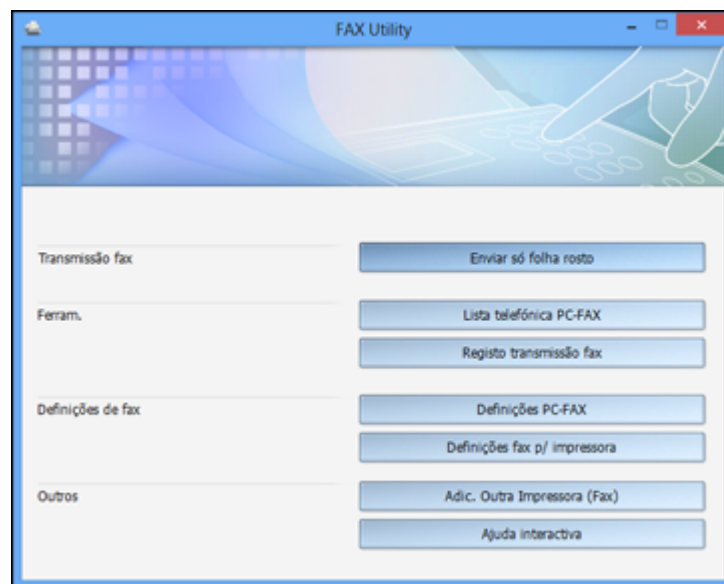 FAX Utility
Transmissão fax
Enviar só folha rosto
Ferram.
Lista telefónica PC-FAX
Registo transmissão fax
Definições de fax
Definições PC-FAX
Definições fax p/ impressora
Outros
Adic. Outra Impressora (Fax)
Ajuda interactiva